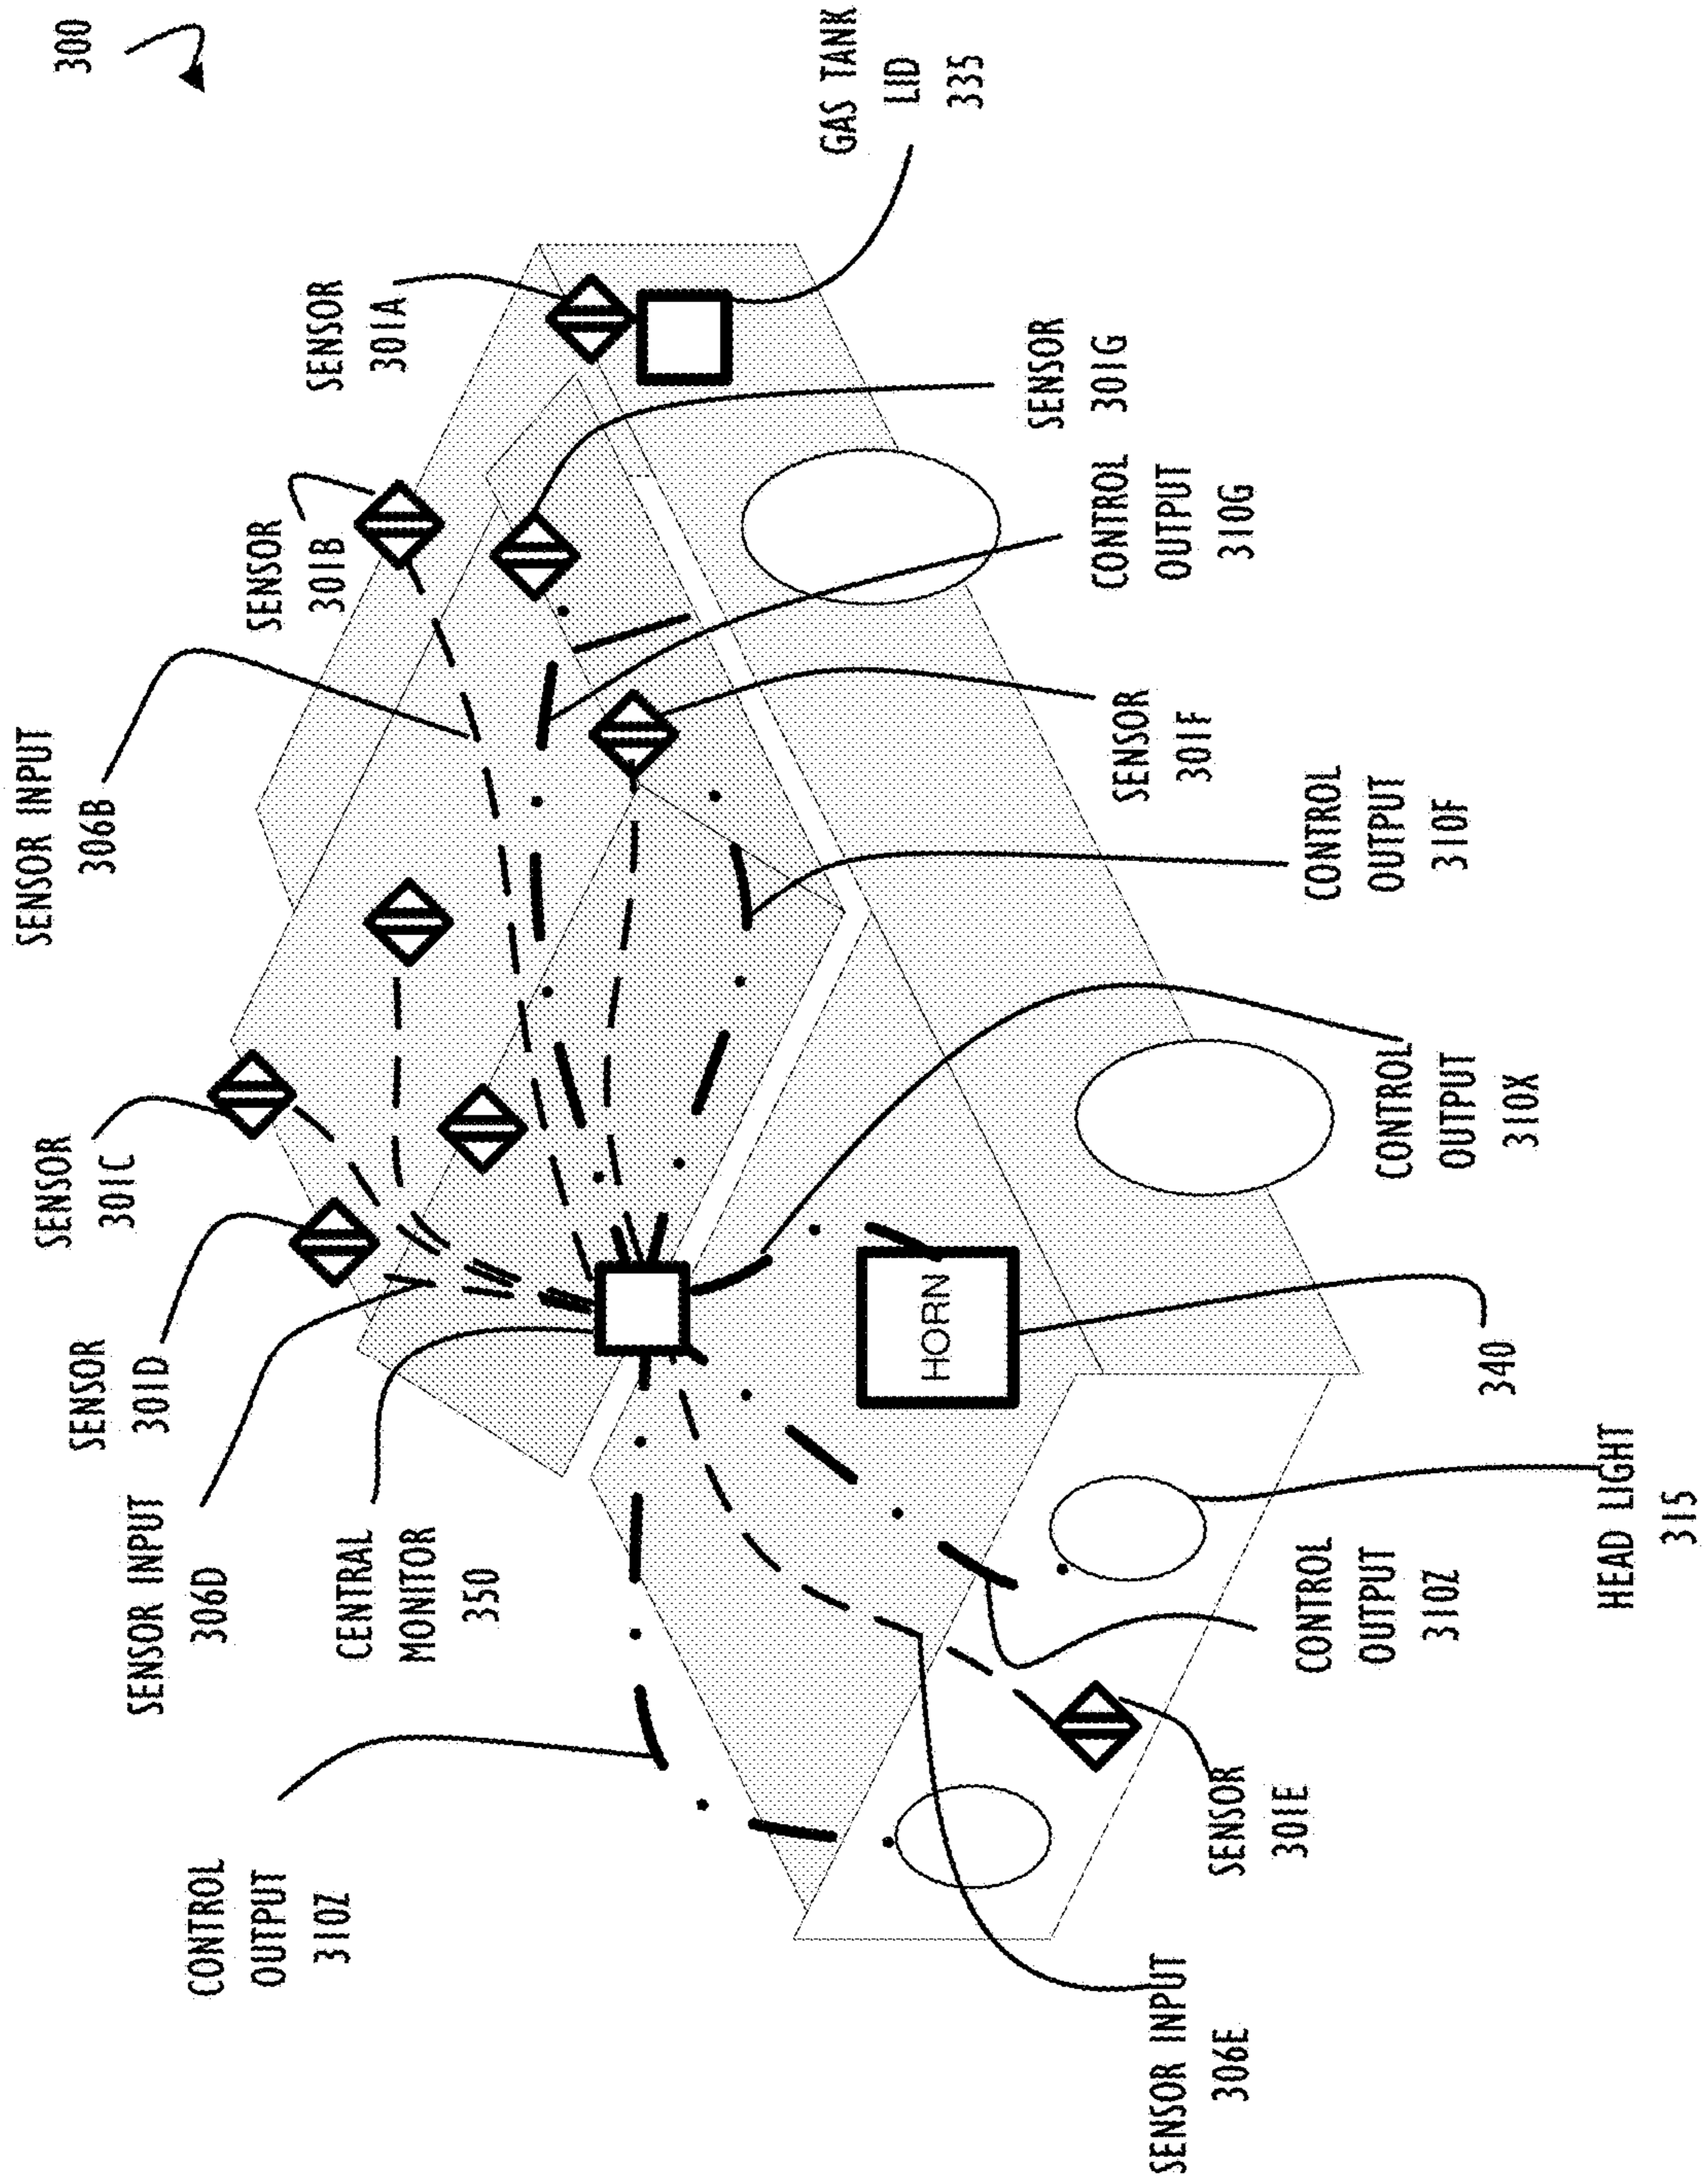 300
GAS TANK
LID
335
SENSOR
301A
SENSOR
301B
SENSOR INPUT
306B
SENSOR
301C
SENSOR
301D
SENSOR INPUT
306D
CENTRAL
MONITOR
350
CONTROL
OUTPUT
310Z
SENSOR
301G
CONTROL
OUTPUT
310G
SENSOR
301F
CONTROL
OUTPUT
310F
CONTROL
OUTPUT
310X
HORN
340
HEAD LIGHT
315
CONTROL
OUTPUT
310Z
SENSOR
301E
SENSOR INPUT
306E